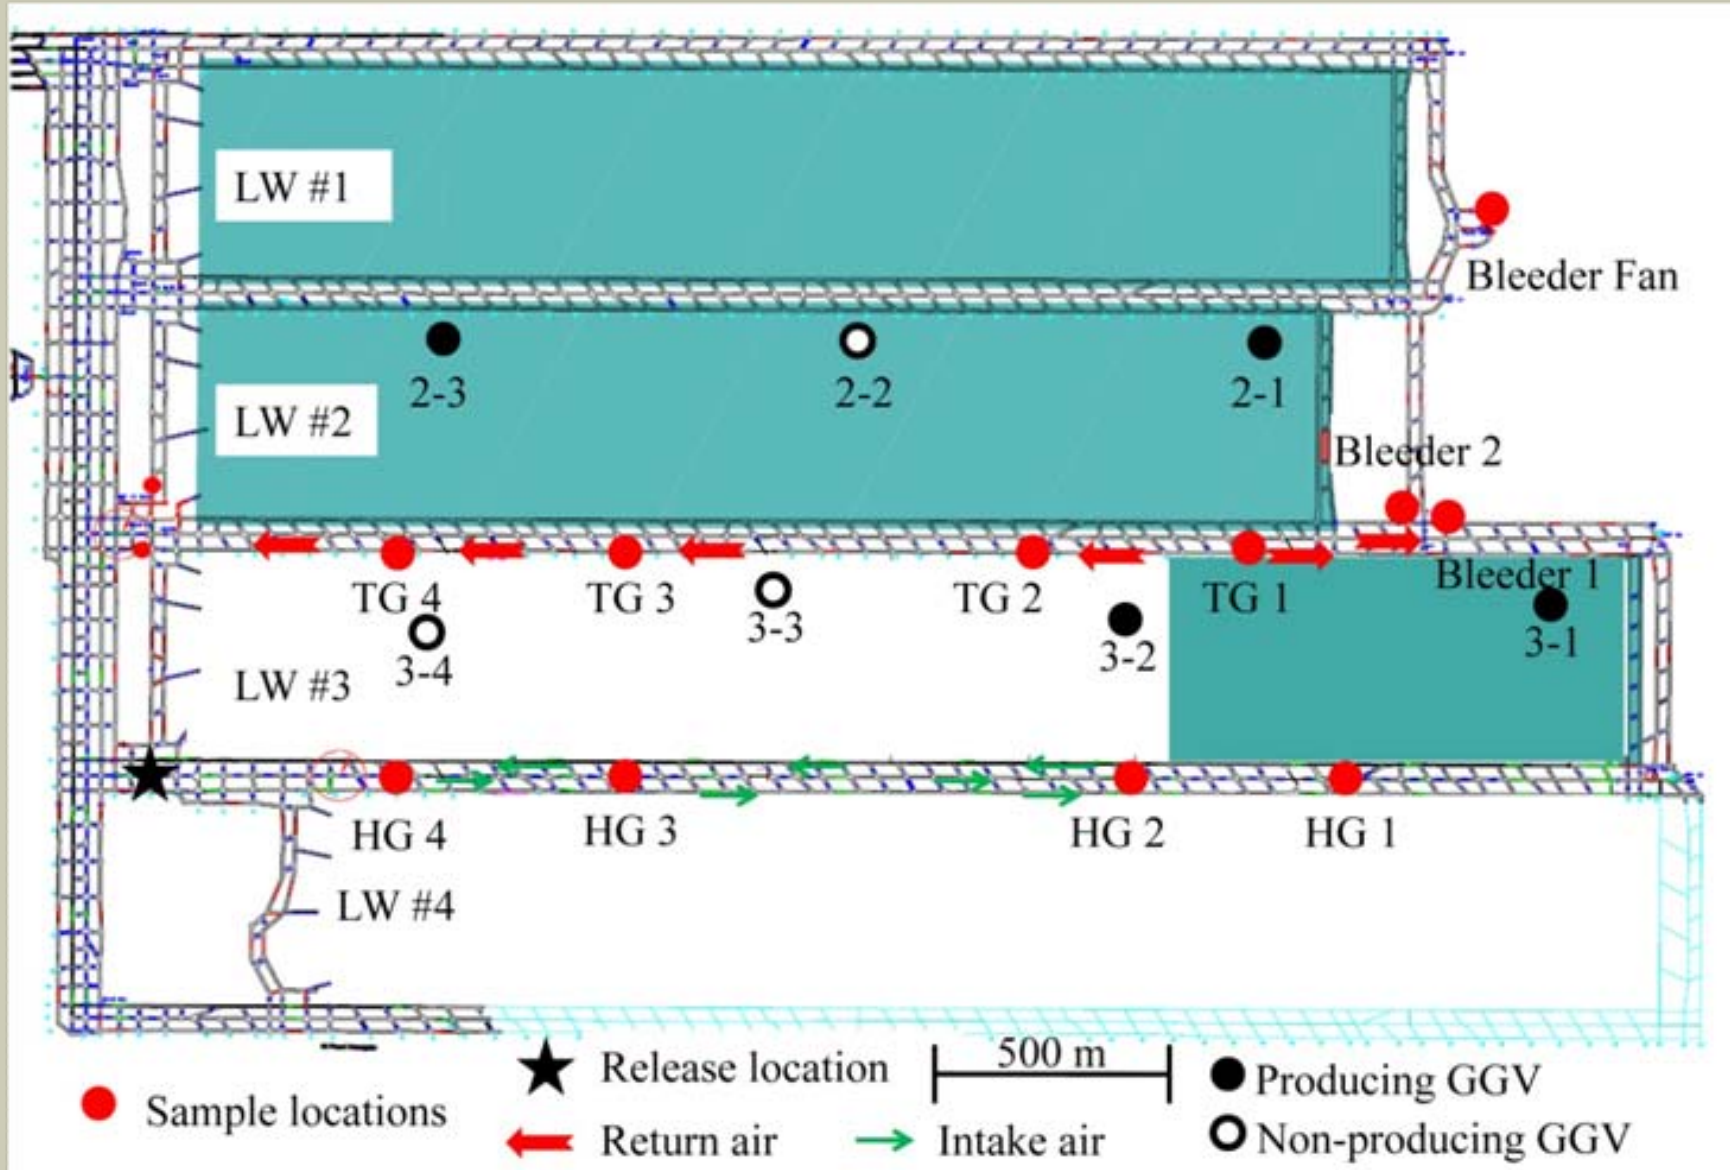 LW #1
Bleeder Fan
2-3
2-2
2-1
LW #2
Bleeder 2
Bleeder 1
TG 4
TG 3
TG 2
TG 1
3-4
3-3
3-2
3-1
LW #3
HG 4
HG 3
HG 2
HG 1
LW #4
Release location
500 m
Producing GGV
Sample locations
Return air
Intake air
Non-producing GGV